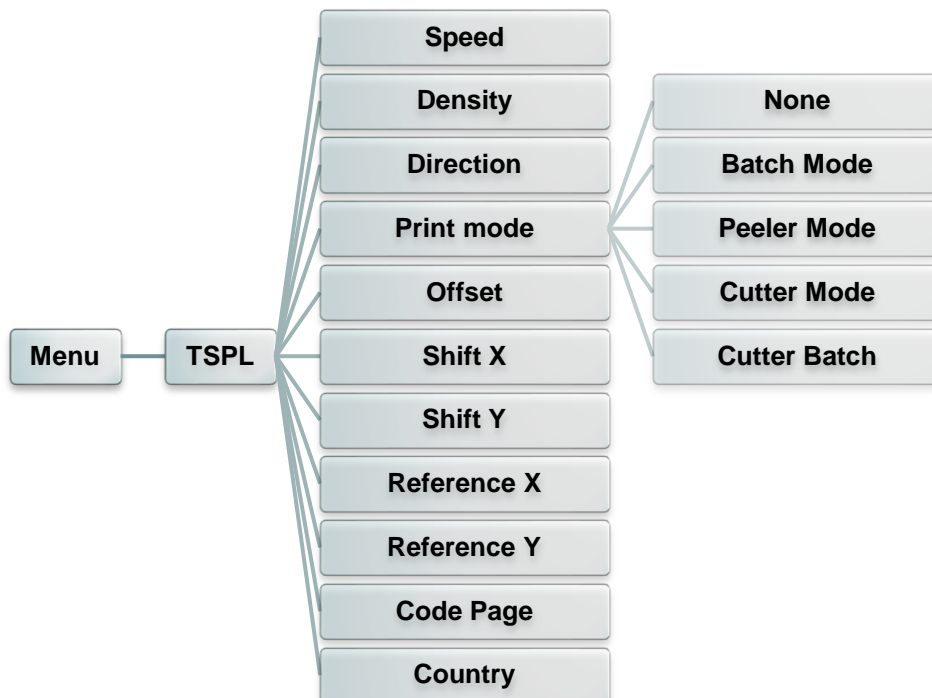 Menu
TSPL
Speed
Density
Direction
Print mode
Offset
Shift X
Shift Y
Reference X
Reference Y
Code Page
Country
None
Batch Mode
Peeler Mode
Cutter Mode
Cutter Batch